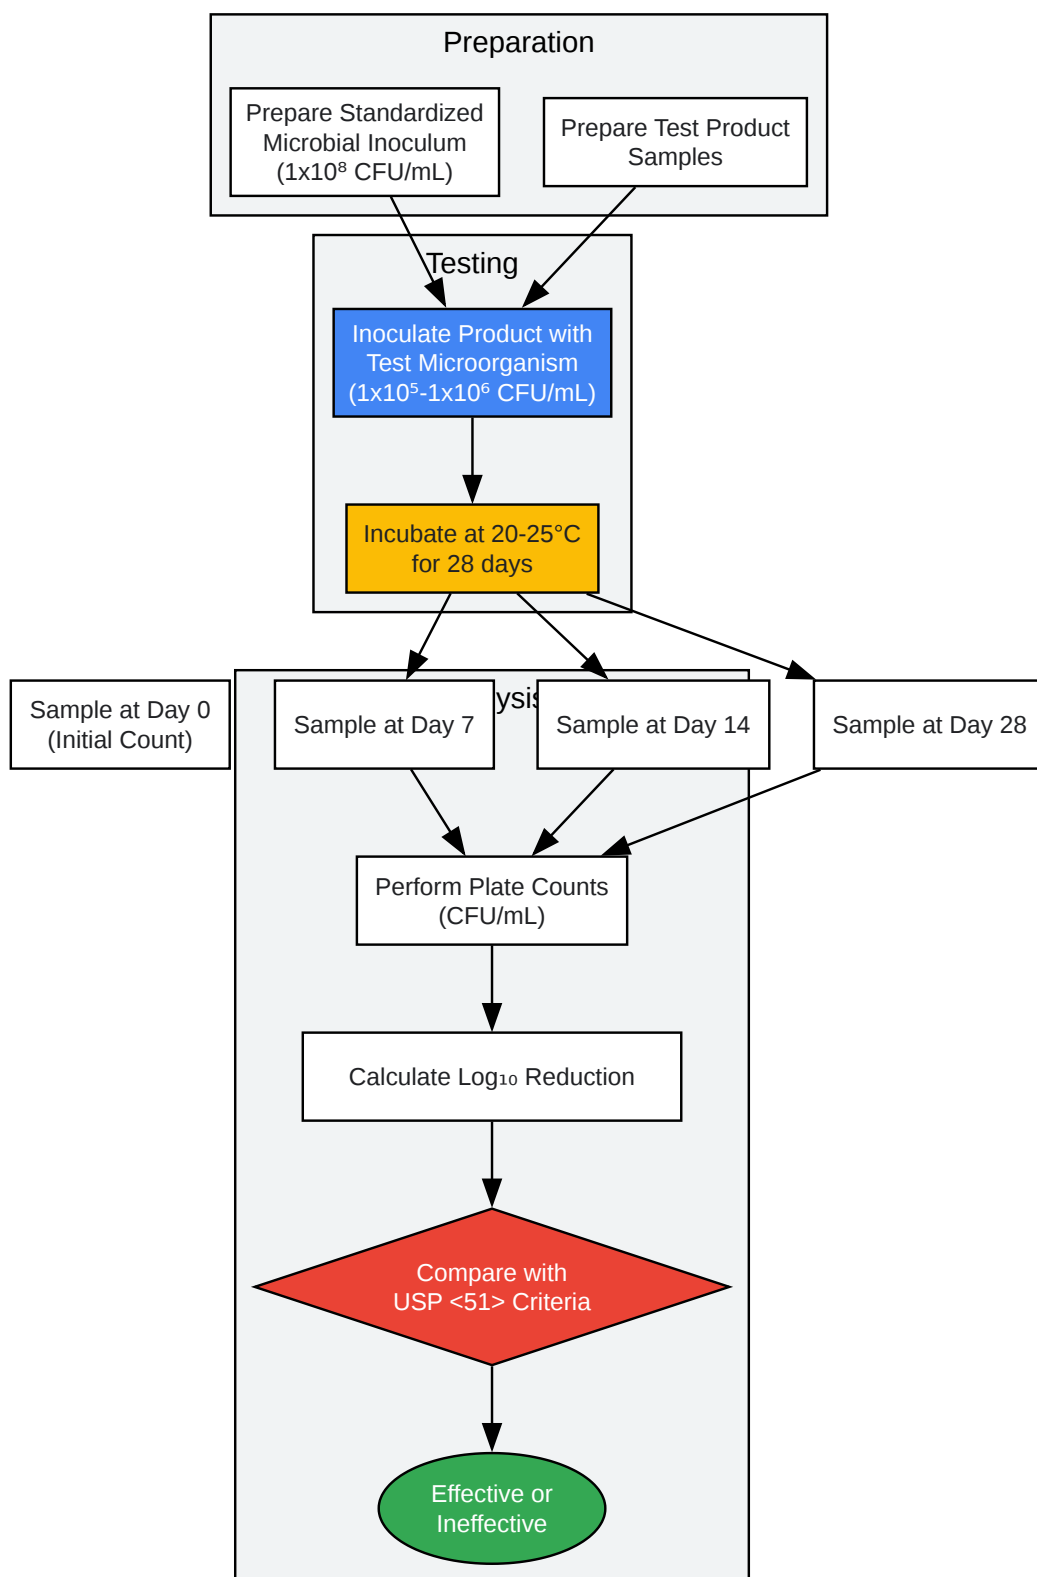 Preparation
Prepare Standardized
Microbial Inoculum
(1x10⁸ CFU/mL)
Prepare Test Product
Samples
Testing
Inoculate Product with
Test Microorganism
(1x10⁵-1x10⁶ CFU/mL)
Incubate at 20-25°C
for 28 days
Sample at Day 0
(Initial Count)
Sample at Day 7
Sample at Day 14
Sample at Day 28
Perform Plate Counts
(CFU/mL)
Calculate Log₁₀ Reduction
Compare with
USP <51> Criteria
Effective or
Ineffective